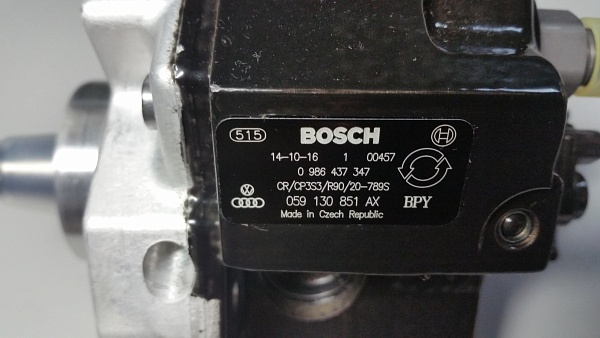 515 BOSCH
14-10-16 1 00457
0 986 437 347
CR/CP3S3/R90/20-789S
059 130 851 AX BPY
Made in Czech Republic